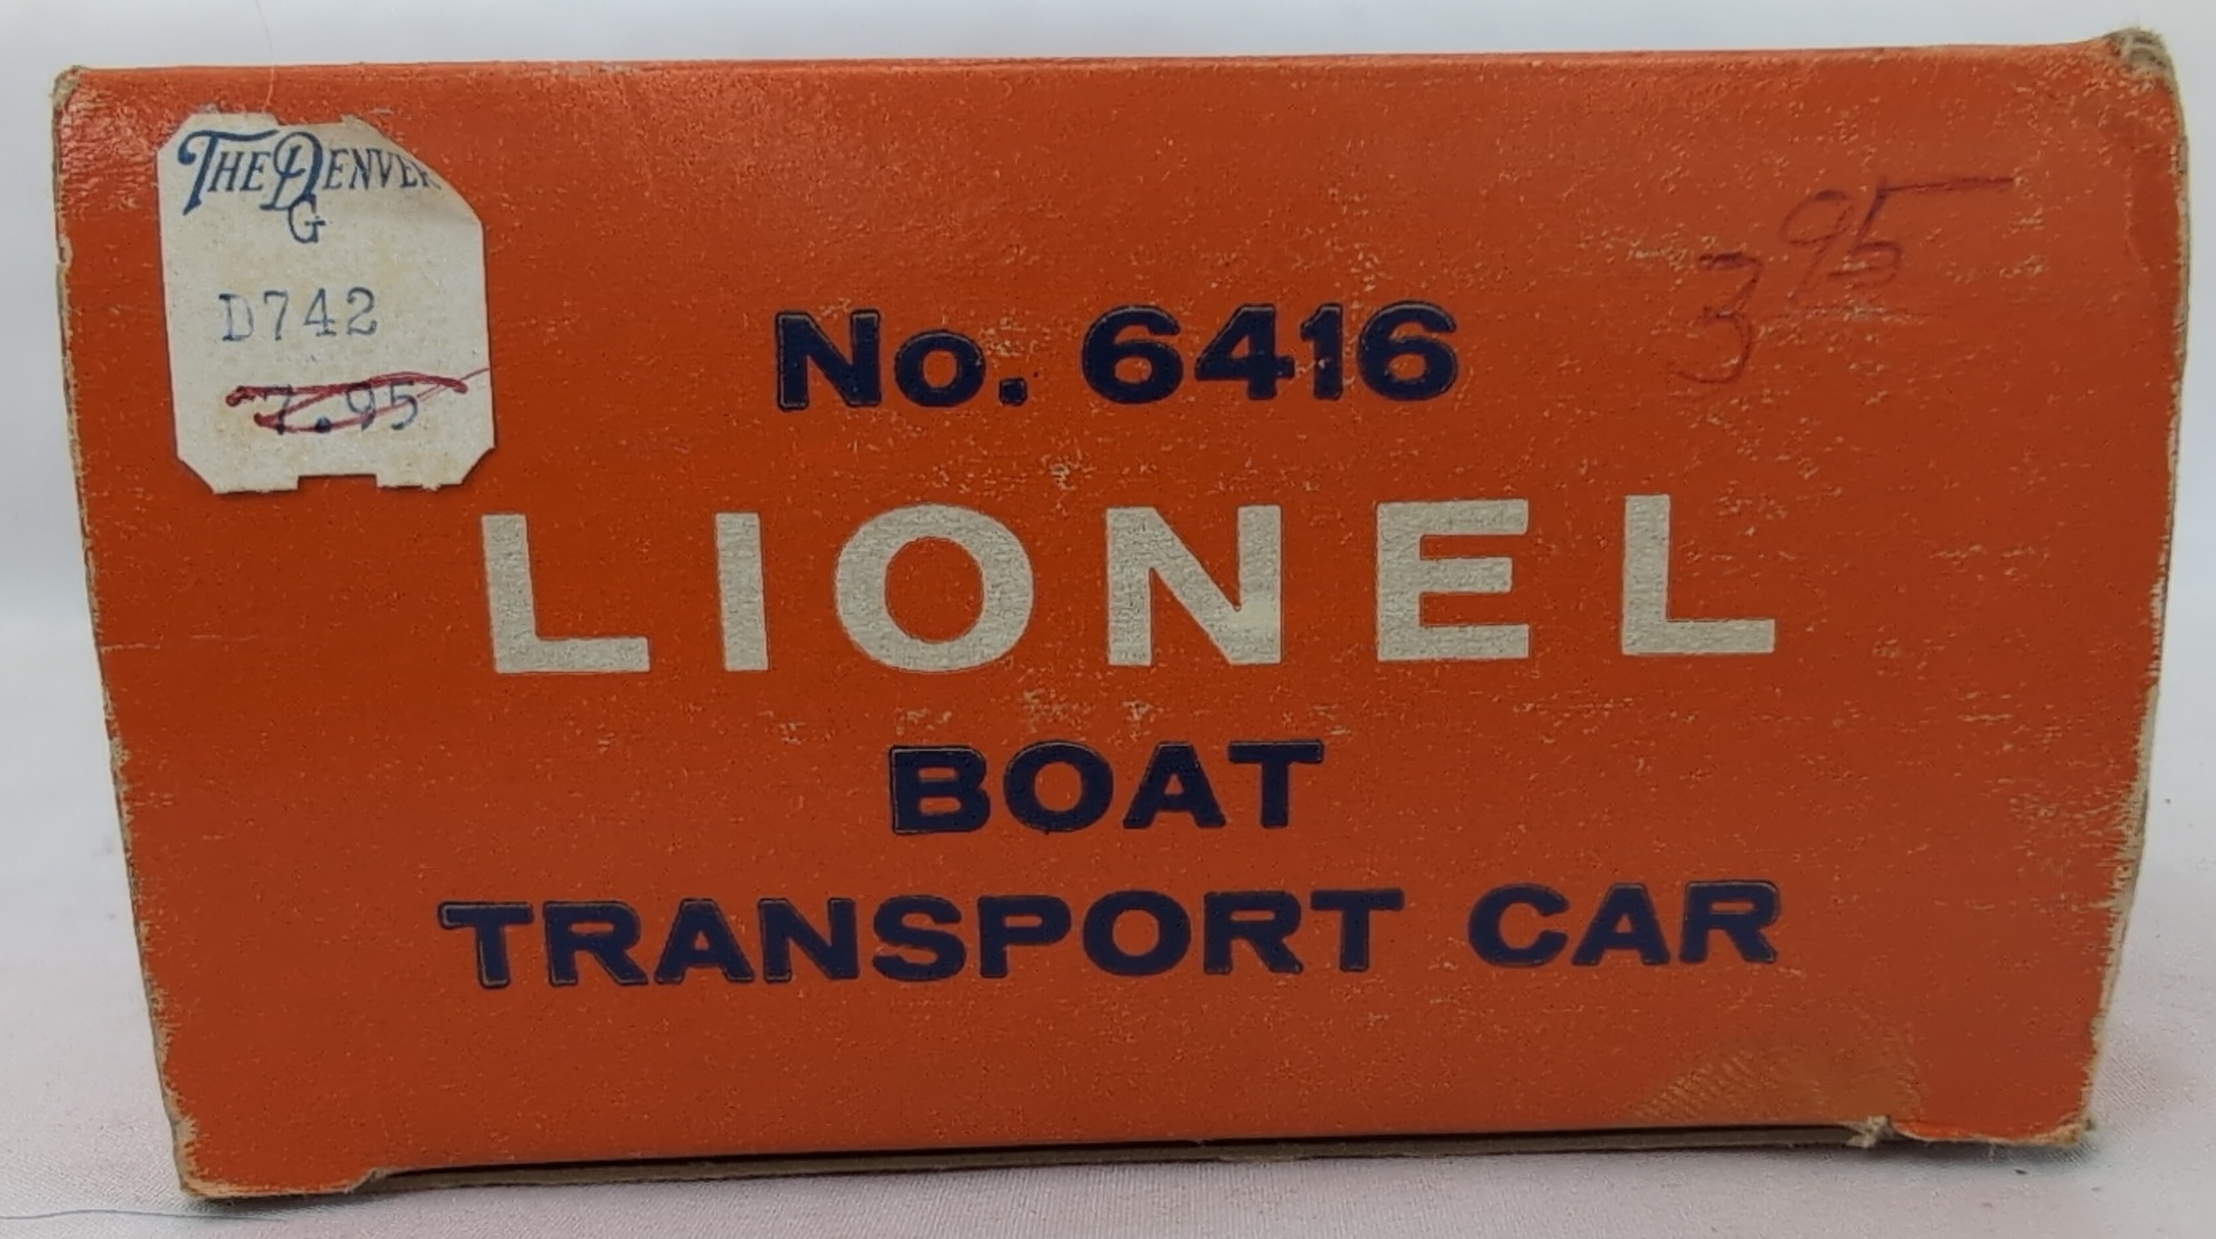 THE DENVER
G
D742
7.95
3 95
No. 6416
LIONEL
BOAT
TRANSPORT CAR